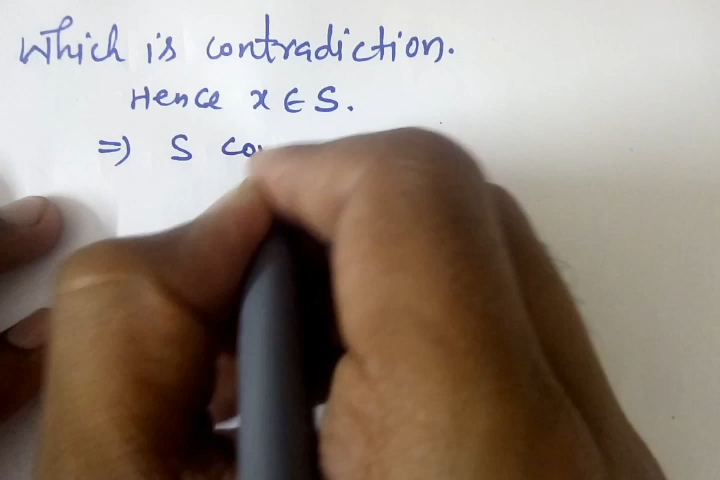 Which is contradiction.
Hence x ∈ S.
⇒ S co